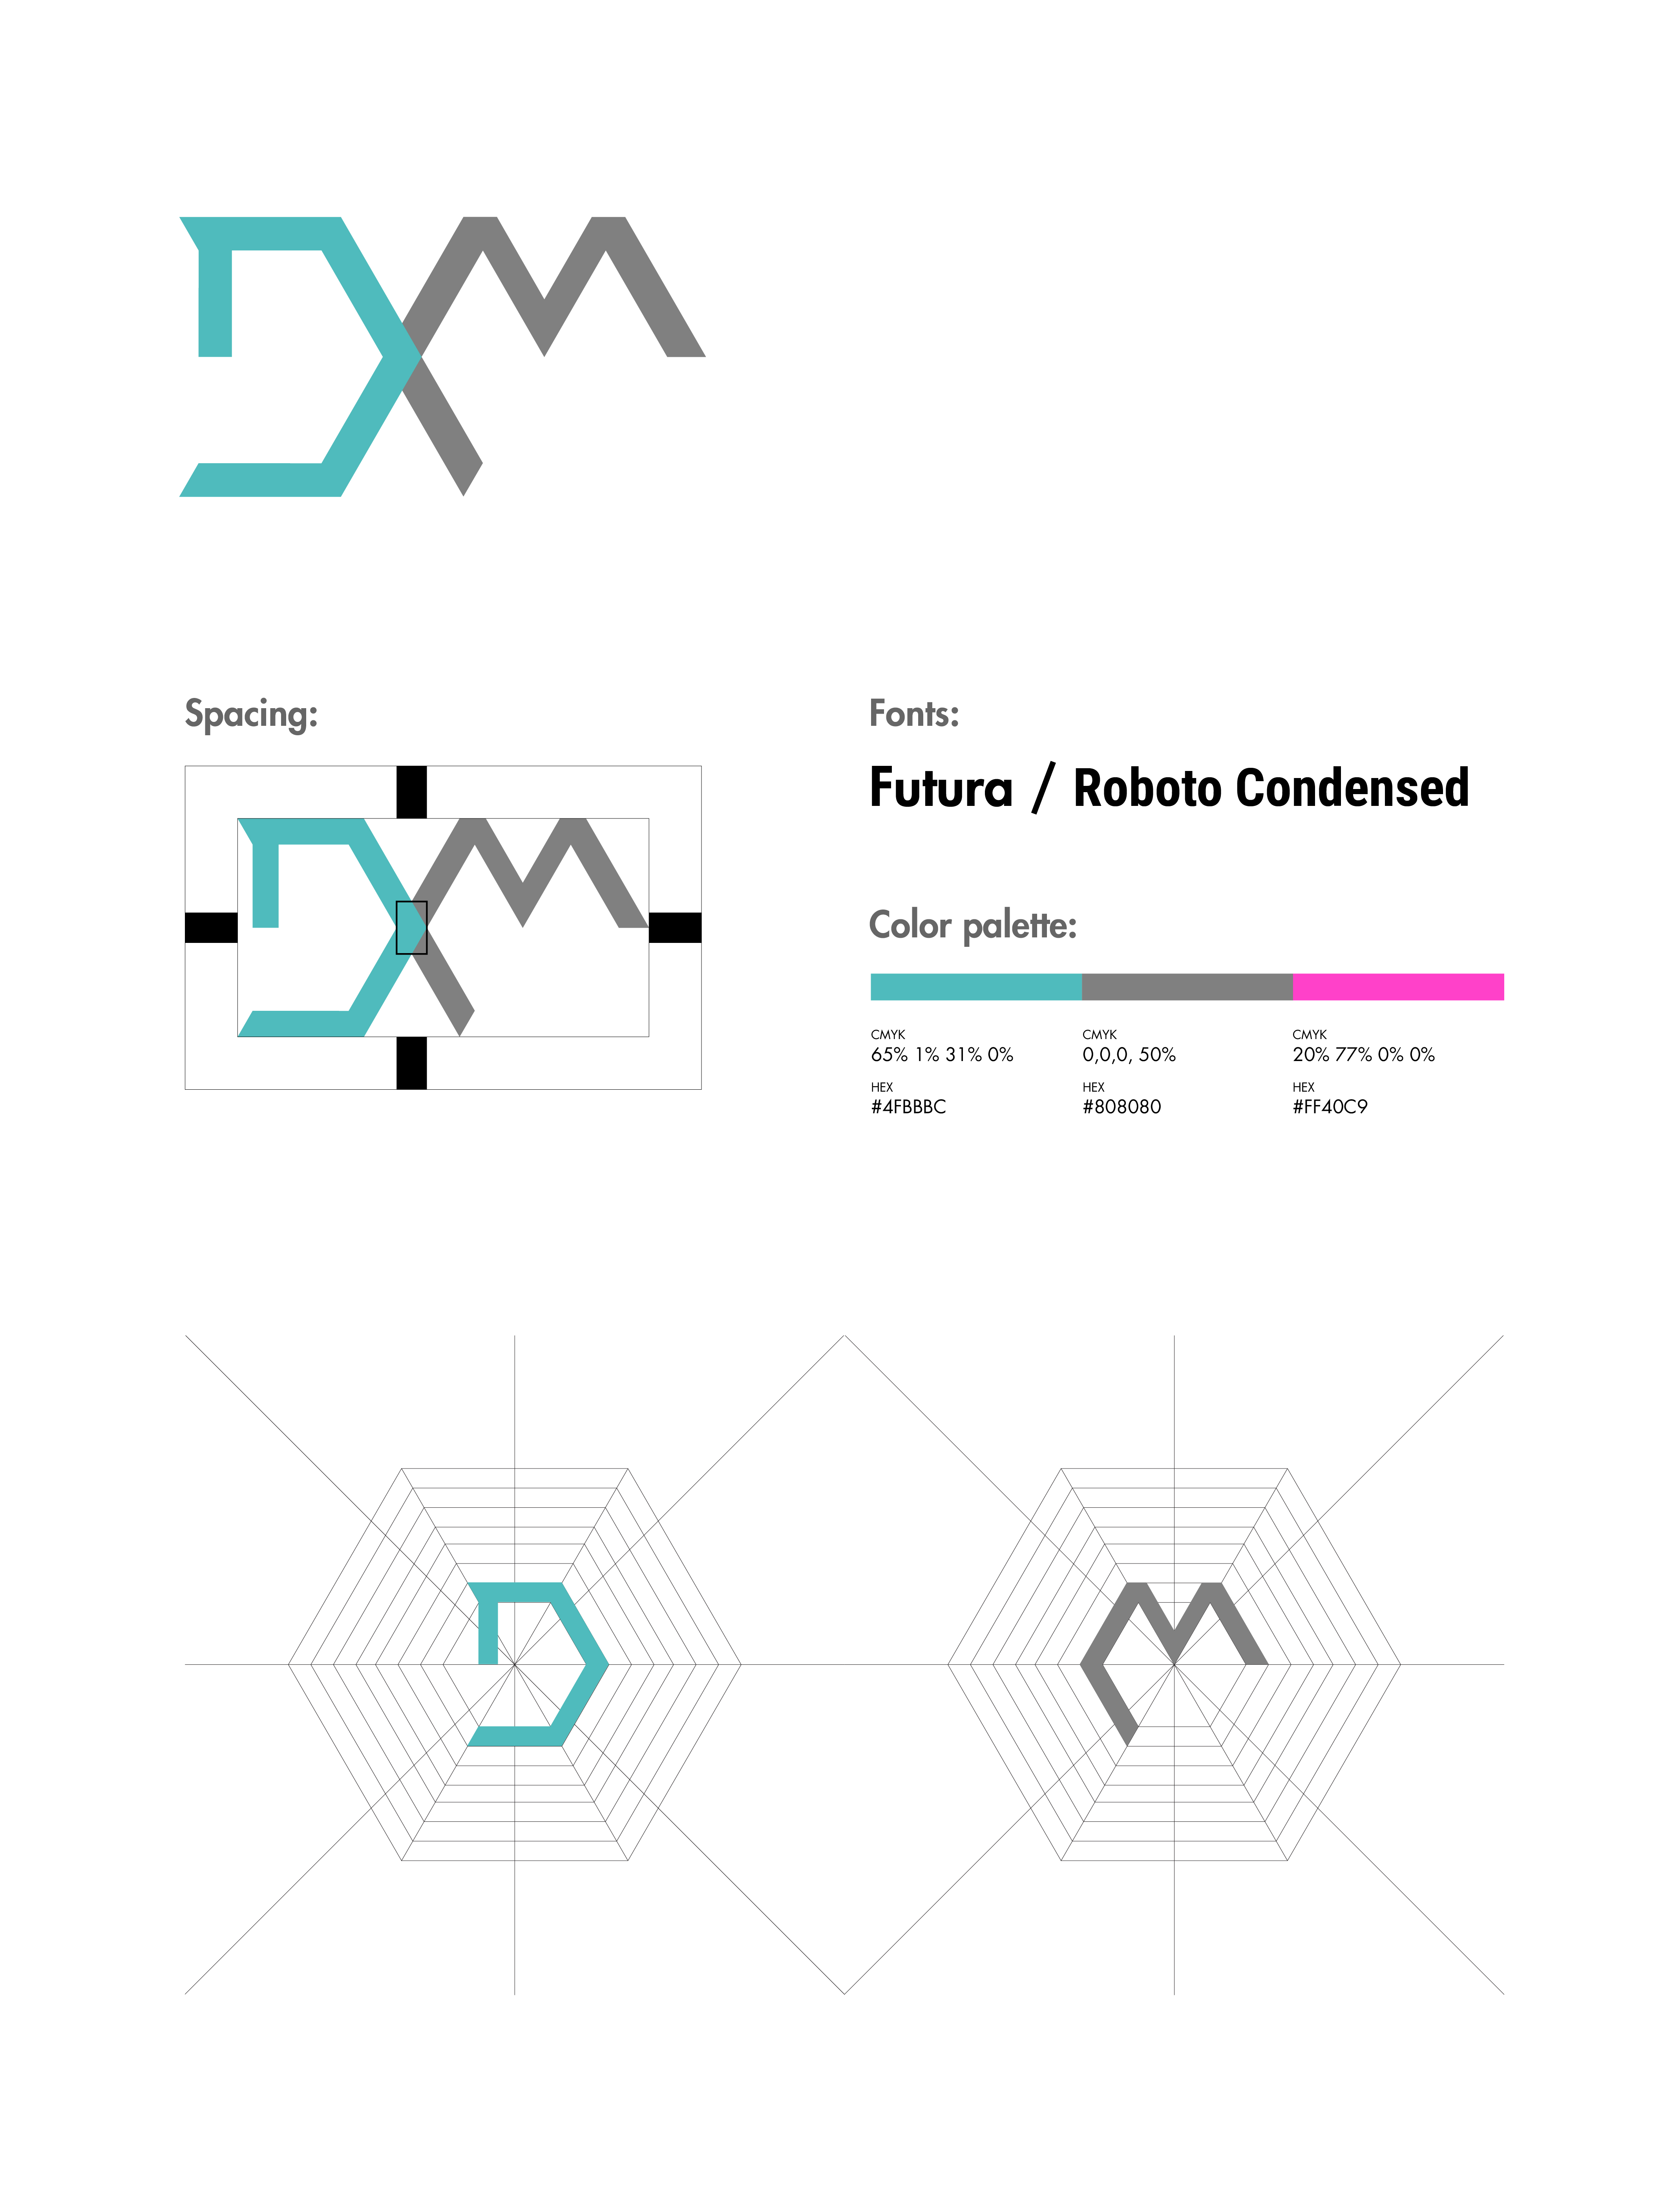 DXM
Spacing:
Fonts:
Futura / Roboto Condensed
Color palette:
CMYK
65% 1% 31% 0%
HEX
#4FBBBC
CMYK
0,0,0, 50%
HEX
#808080
CMYK
20% 77% 0% 0%
HEX
#FF40C9